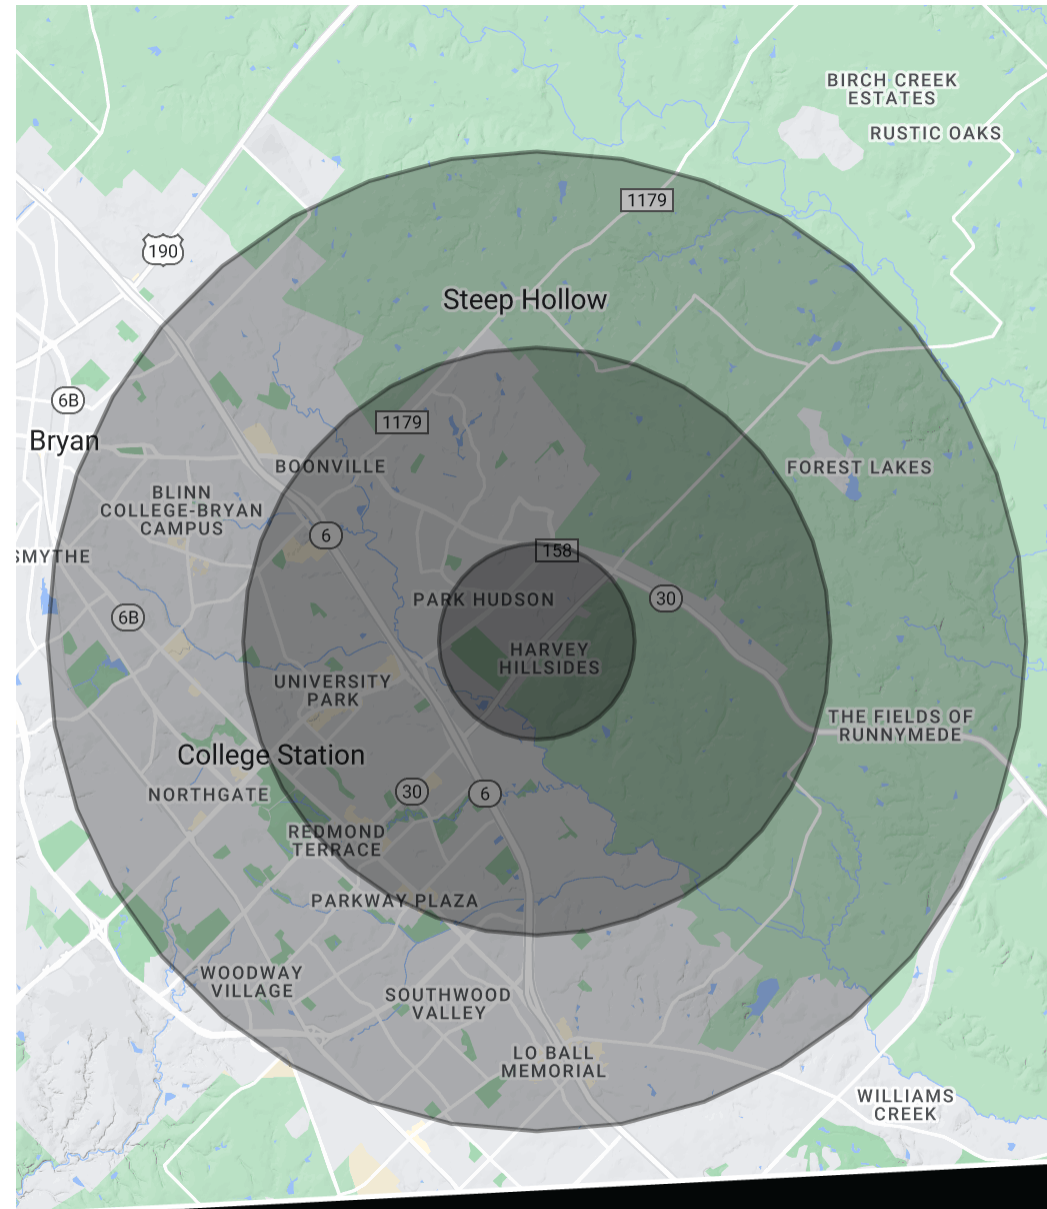 BIRCH CREEK
ESTATES
RUSTIC OAKS
1179
190
Steep Hollow
6B
1179
Bryan
BOONVILLE
FOREST LAKES
BLINN
COLLEGE-BRYAN
CAMPUS
6
158
SMYTHE
PARK HUDSON
30
6B
HARVEY
HILLSIDES
UNIVERSITY
PARK
THE FIELDS OF
RUNNYMEDE
College Station
NORTHGATE
30
6
REDMOND
TERRACE
PARKWAY PLAZA
WOODWAY
VILLAGE
SOUTHWOOD
VALLEY
LO BALL
MEMORIAL
WILLIAMS
CREEK